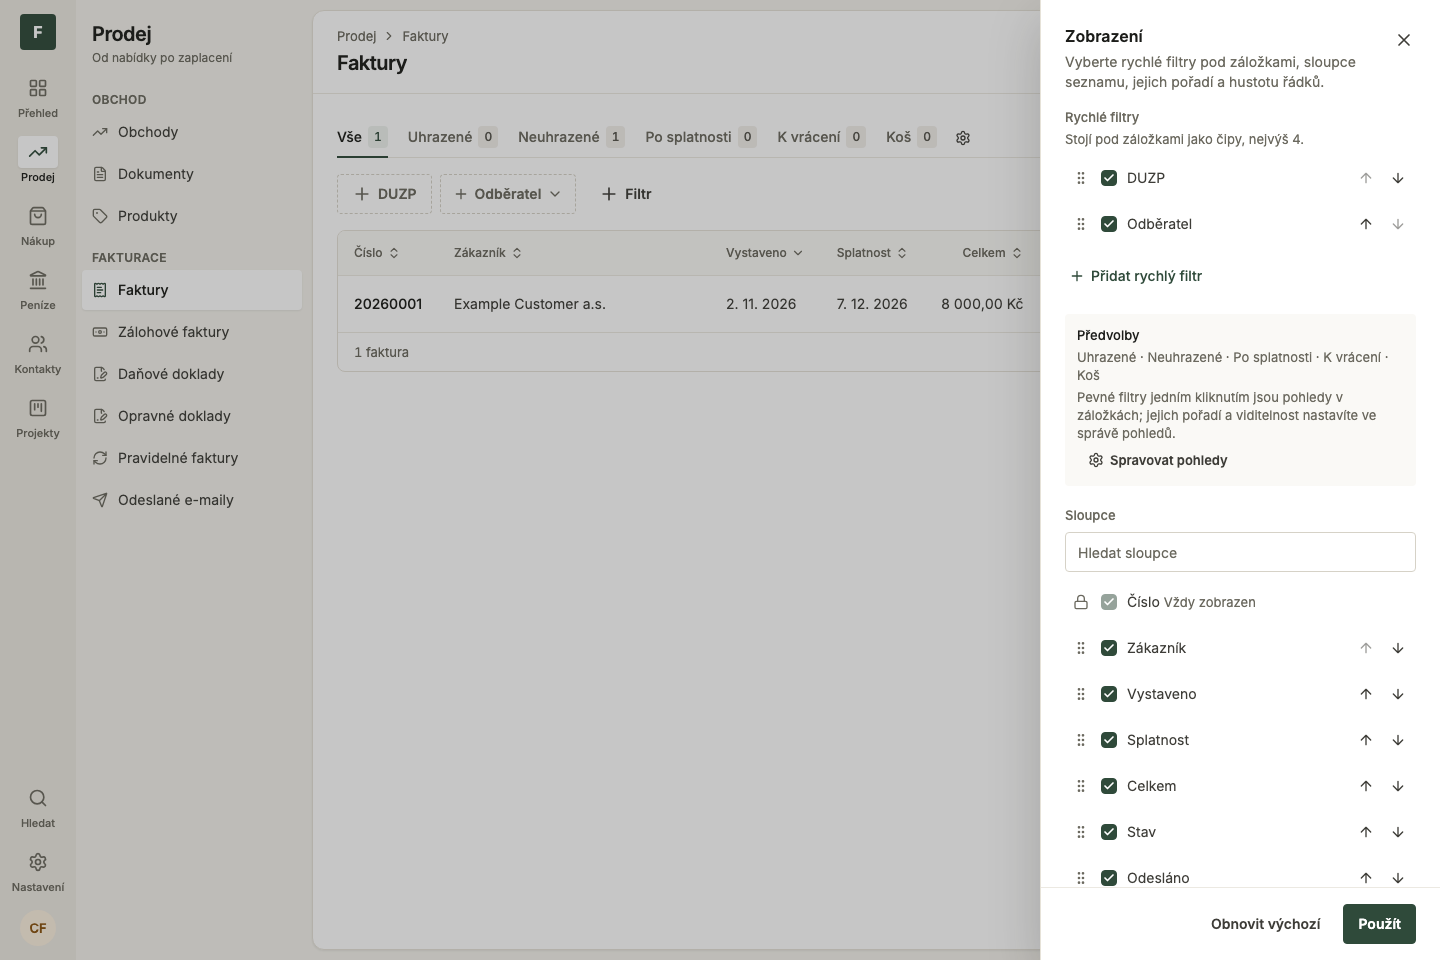 F
Přehled
Prodej
Nákup
Peníze
Kontakty
Projekty
Hledat
Nastavení
CF
Prodej
Od nabídky po zaplacení
OBCHOD
Obchody
Dokumenty
Produkty
FAKTURACE
Faktury
Zálohové faktury
Daňové doklady
Opravné doklady
Pravidelné faktury
Odeslané e-maily
Prodej Faktury
Faktury
Vše 1 Uhrazené 0 Neuhrazené 1 Po splatnosti 0 K vrácení 0 Koš 0
DUZP Odběratel Filtr
Číslo Zákazník Vystaveno Splatnost Celkem
20260001 Example Customer a.s. 2. 11. 2026 7. 12. 2026 8 000,00 Kč
1 faktura
Zobrazení
Vyberte rychlé filtry pod záložkami, sloupce
seznamu, jejich pořadí a hustotu řádků.
Rychlé filtry
Stojí pod záložkami jako čipy, nejvýš 4.
DUZP
Odběratel
Přidat rychlý filtr
Předvolby
Uhrazené · Neuhrazené · Po splatnosti · K vrácení ·
Koš
Pevné filtry jedním kliknutím jsou pohledy v
záložkách; jejich pořadí a viditelnost nastavíte ve
správě pohledů.
Spravovat pohledy
Sloupce
Hledat sloupce
Číslo Vždy zobrazen
Zákazník
Vystaveno
Splatnost
Celkem
Stav
Odesláno
Obnovit výchozí
Použít